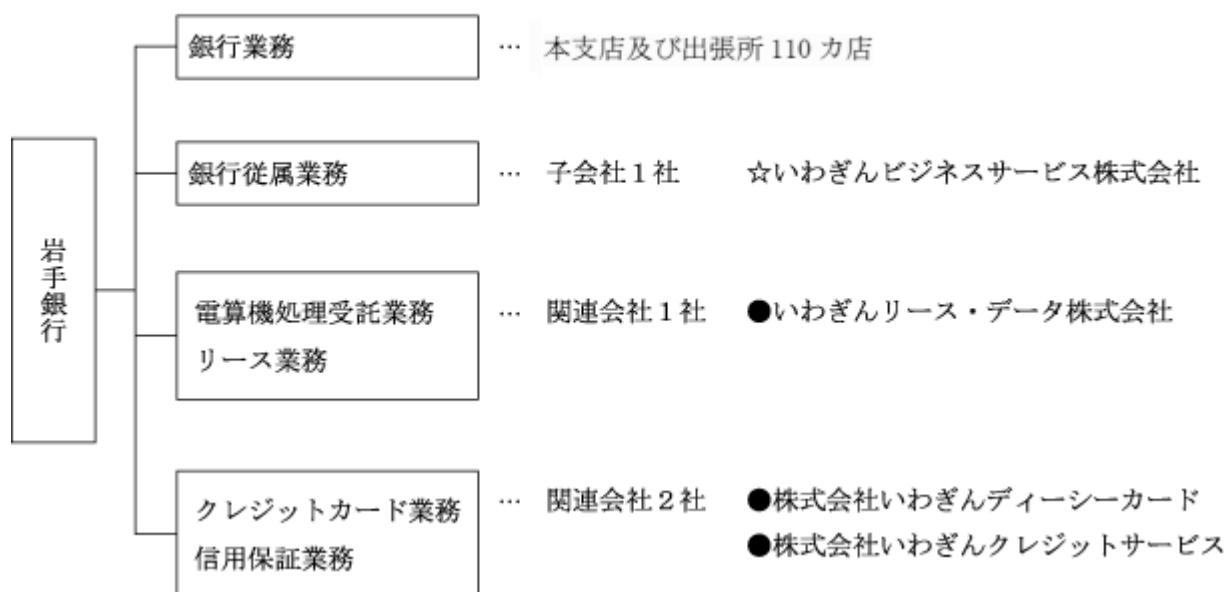 岩手銀行
銀行業務 … 本支店及び出張所 110 カ店
銀行従属業務 … 子会社1社 ☆いわぎんビジネスサービス株式会社
電算機処理受託業務 … 関連会社1社 ●いわぎんリース・データ株式会社
リース業務
クレジットカード業務 … 関連会社2社 ●株式会社いわぎんディーシーカード
信用保証業務 ●株式会社いわぎんクレジットサービス